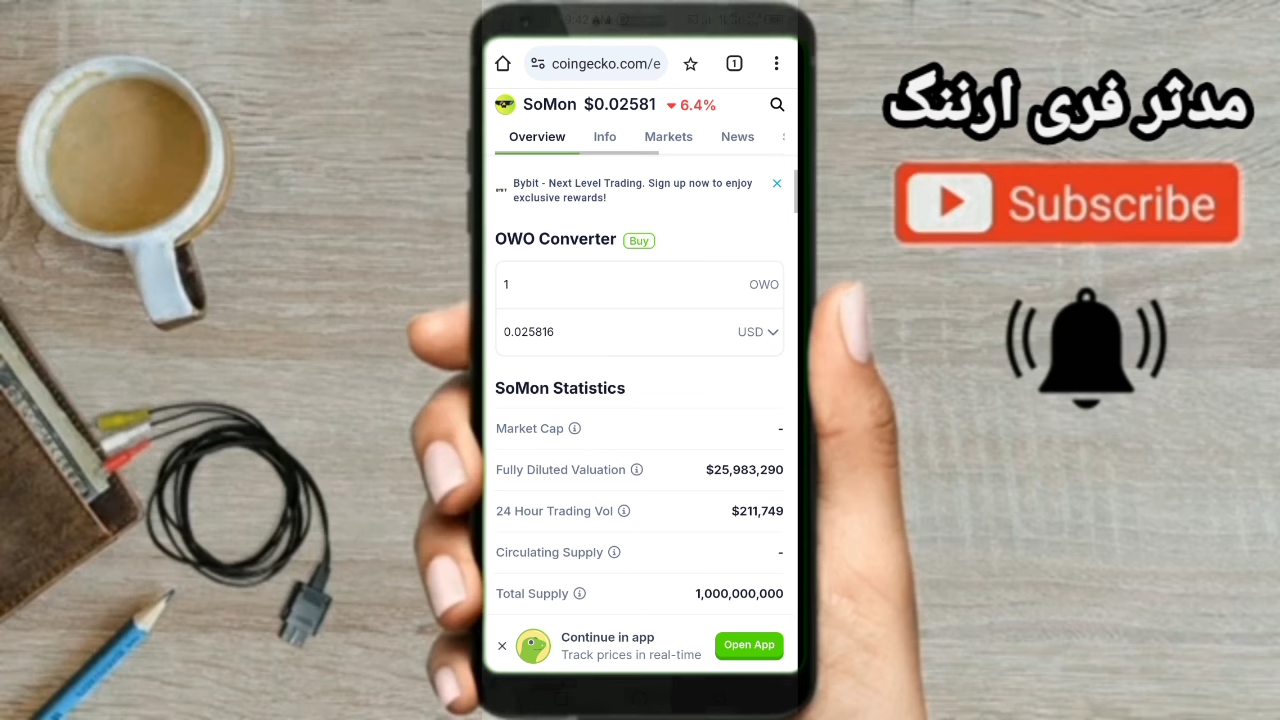 coingecko.com/e
1
SoMon $0.02581 6.4%
Overview Info Markets News
Bybit - Next Level Trading. Sign up now to enjoy
exclusive rewards!
OWO Converter Buy
1 OWO
0.025816 USD
SoMon Statistics
Market Cap -
Fully Diluted Valuation $25,983,290
24 Hour Trading Vol $211,749
Circulating Supply -
Total Supply 1,000,000,000
Continue in app
Track prices in real-time
Open App
مدثر فری ارننگ
Subscribe